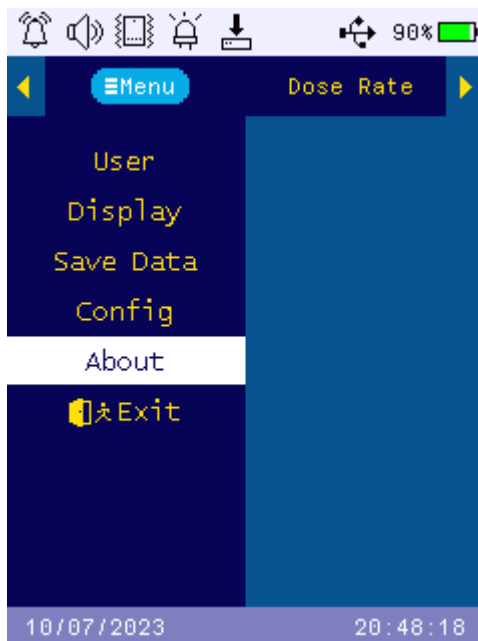 90%
Menu Dose Rate
User
Display
Save Data
Config
About
Exit
10/07/2023 20:48:18